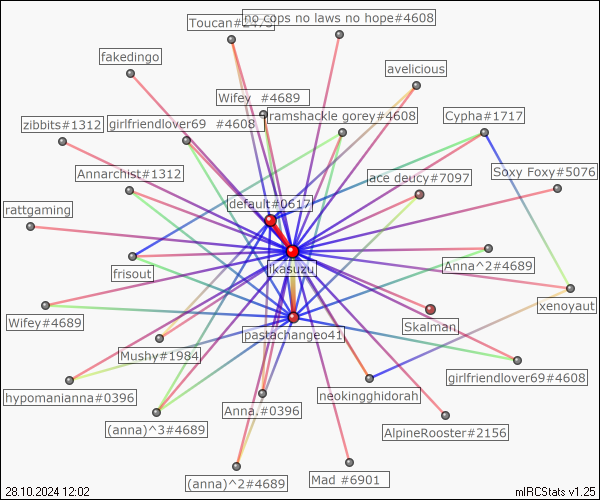 Toucan#2473
no cops no laws no hope#4608
fakedingo
avelicious
Wifey #4689
ramshackle gorey#4608
Cypha#1717
zibbits#1312
girlfriendlover69 #4608
Annarchist#1312
ace deucy#7097
Soxy Foxy#5076
default#0617
rattgaming
ikasuzu
frisout
Anna^2#4689
xenoyaut
Wifey#4689
pastachangeo41
Skalman
Mushy#1984
girlfriendlover69#4608
hypomanianna#0396
neokingghidorah
Anna,#0396
(anna)^3#4689
AlpineRooster#2156
(anna)^2#4689
Mad #6901
28.10.2024 12:02
mIRCStats v1.25